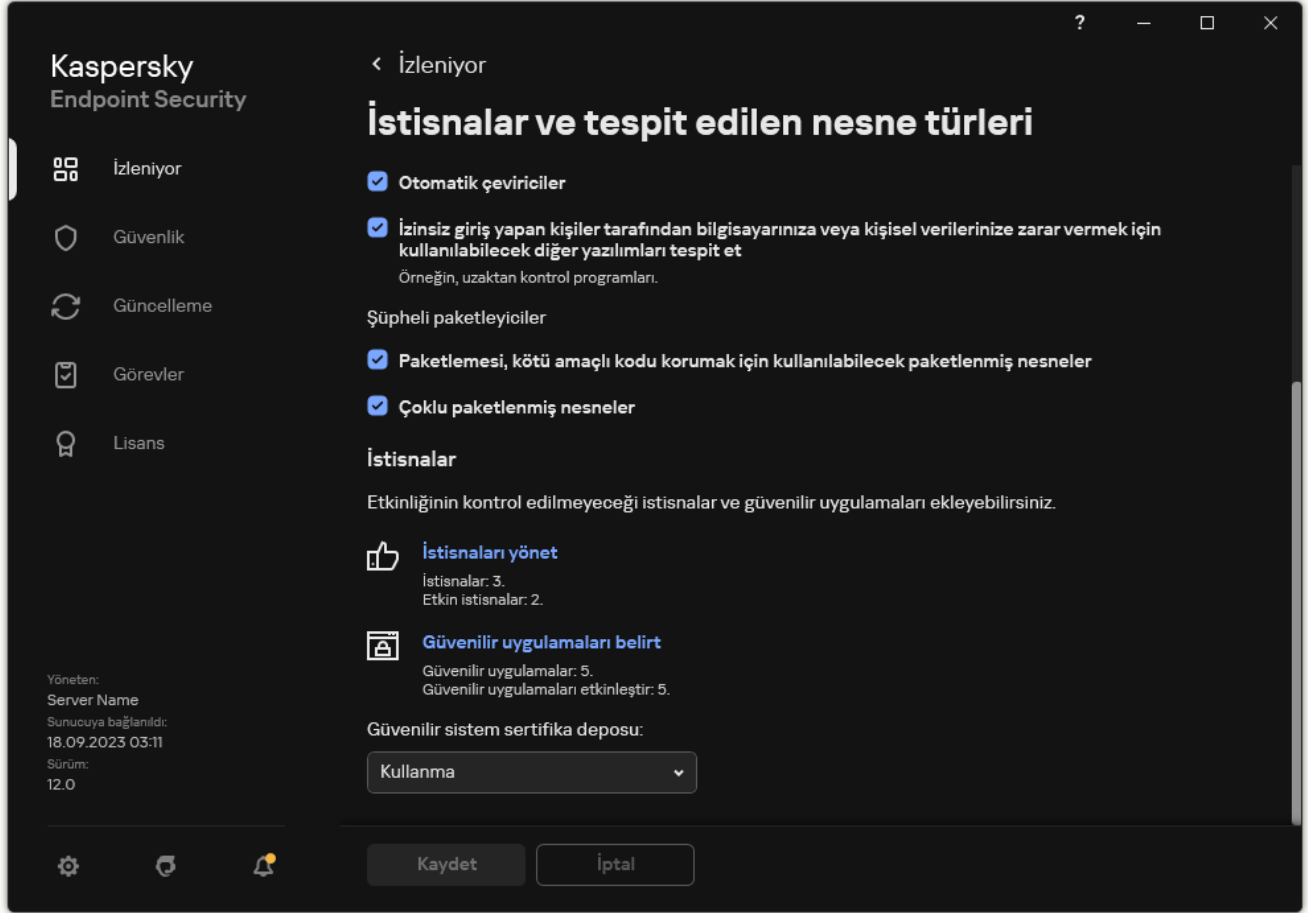 ?
Kaspersky
Endpoint Security
İzleniyor
Güvenlik
Güncelleme
Görevler
Lisans
Yöneten:
Server Name
Sunucuya bağlanıldı:
18.09.2023 03:11
Sürüm:
12.0
İzleniyor
İstisnalar ve tespit edilen nesne türleri
Otomatik çeviriciler
İzinsiz giriş yapan kişiler tarafından bilgisayarınıza veya kişisel verilerinize zarar vermek için
kullanılabilecek diğer yazılımları tespit et
Örneğin, uzaktan kontrol programları.
Şüpheli paketleyiciler
Paketlemesi, kötü amaçlı kodu korumak için kullanılabilecek paketlenmiş nesneler
Çoklu paketlenmiş nesneler
İstisnalar
Etkinliğinin kontrol edilmeyeceği istisnalar ve güvenilir uygulamaları ekleyebilirsiniz.
İstisnaları yönet
İstisnalar: 3.
Etkin istisnalar: 2.
Güvenilir uygulamaları belirt
Güvenilir uygulamalar: 5.
Güvenilir uygulamaları etkinleştir: 5.
Güvenilir sistem sertifika deposu:
Kullanma
Kaydet
İptal